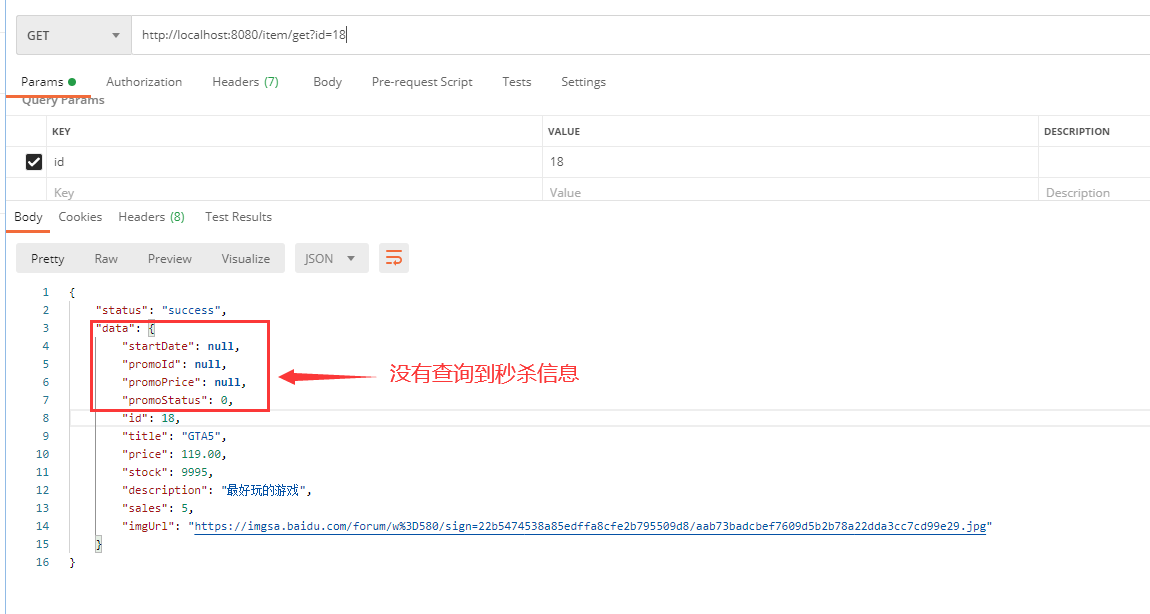 GET http://localhost:8080/item/get?id=18
Params Authorization Headers (7) Body Pre-request Script Tests Settings
Query Params
KEY VALUE DESCRIPTION
id 18
Key Value Description
Body Cookies Headers (8) Test Results
Pretty Raw Preview Visualize JSON
1 {
2 "status": "success",
3 "data": {
4 "startDate": null,
5 "promoId": null,
6 "promoPrice": null,
没有查询到秒杀信息
7 "promoStatus": 0,
8 "id": 18,
9 "title": "GTA5",
10 "price": 119.00,
11 "stock": 9995,
12 "description": "最好玩的游戏",
13 "sales": 5,
14 "imgUrl": "https://imgsa.baidu.com/forum/w%3D580/sign=22b5474538a85edffa8cfe2b795509d8/aab73badcbef7609d5b2b78a22dda3cc7cd99e29.jpg"
15 }
16 }